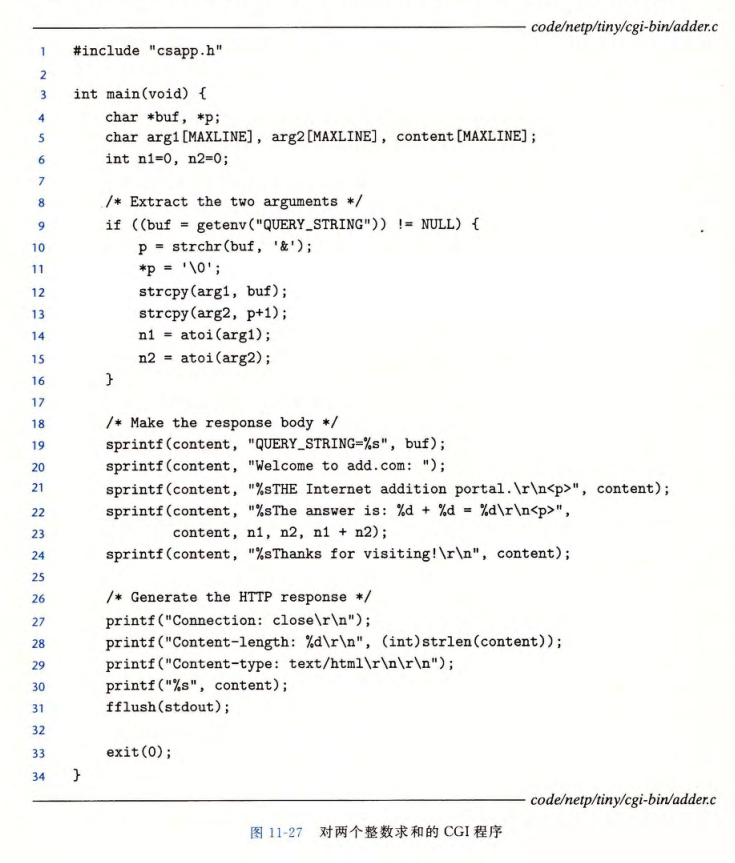 code/netp/tiny/cgi-bin/adder.c
1 #include "csapp.h"
2
3 int main(void) {
4     char *buf, *p;
5     char arg1[MAXLINE], arg2[MAXLINE], content[MAXLINE];
6     int n1=0, n2=0;
7
8     /* Extract the two arguments */
9     if ((buf = getenv("QUERY_STRING")) != NULL) {
10         p = strchr(buf, '&');
11         *p = '\0';
12         strcpy(arg1, buf);
13         strcpy(arg2, p+1);
14         n1 = atoi(arg1);
15         n2 = atoi(arg2);
16     }
17
18     /* Make the response body */
19     sprintf(content, "QUERY_STRING=%s", buf);
20     sprintf(content, "Welcome to add.com: ");
21     sprintf(content, "%sTHE Internet addition portal.\r\n<p>", content);
22     sprintf(content, "%sThe answer is: %d + %d = %d\r\n<p>",
23             content, n1, n2, n1 + n2);
24     sprintf(content, "%sThanks for visiting!\r\n", content);
25
26     /* Generate the HTTP response */
27     printf("Connection: close\r\n");
28     printf("Content-length: %d\r\n", (int)strlen(content));
29     printf("Content-type: text/html\r\n\r\n");
30     printf("%s", content);
31     fflush(stdout);
32
33     exit(0);
34 }
code/netp/tiny/cgi-bin/adder.c
图 11-27 对两个整数求和的 CGI 程序